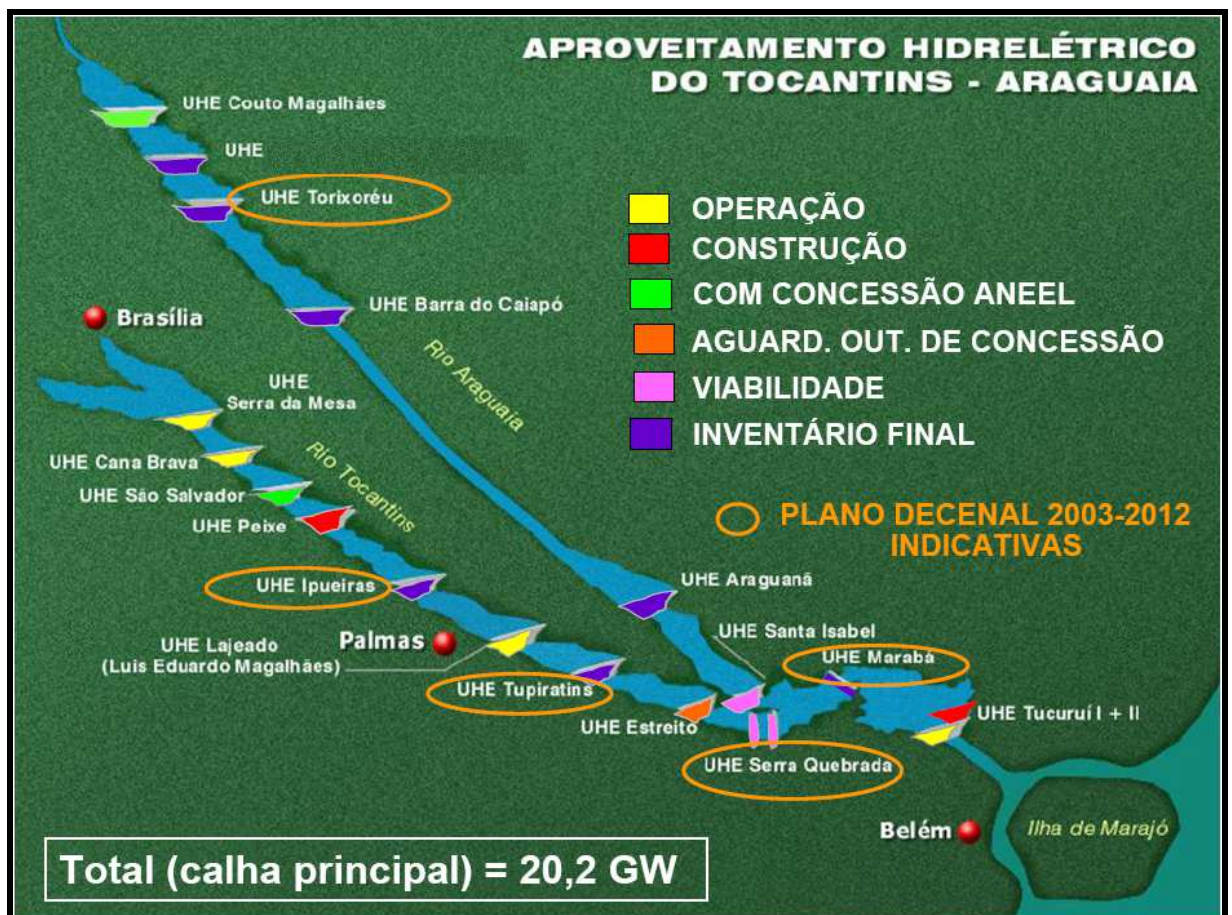 APROVEITAMENTO HIDRELÉTRICO
DO TOCANTINS - ARAGUAIA
UHE Couto Magalhães
UHE
UHE Torixoréu
OPERAÇÃO
CONSTRUÇÃO
COM CONCESSÃO ANEEL
AGUARD. OUT. DE CONCESSÃO
VIABILIDADE
INVENTÁRIO FINAL
UHE Barra do Caiapó
Brasília
Rio Araguaia
UHE
Serra da Mesa
UHE Cana Brava
Rio Tocantins
UHE São Salvador
UHE Peixe
PLANO DECENAL 2003-2012
INDICATIVAS
UHE Ipueiras
UHE Araguanã
UHE Lajeado
(Luis Eduardo Magalhães)
Palmas
UHE Santa Isabel
UHE Marabá
UHE Tupiratins
UHE Estreito
UHE Tucuruí I + II
UHE Serra Quebrada
Belém
Ilha de Marajó
Total (calha principal) = 20,2 GW